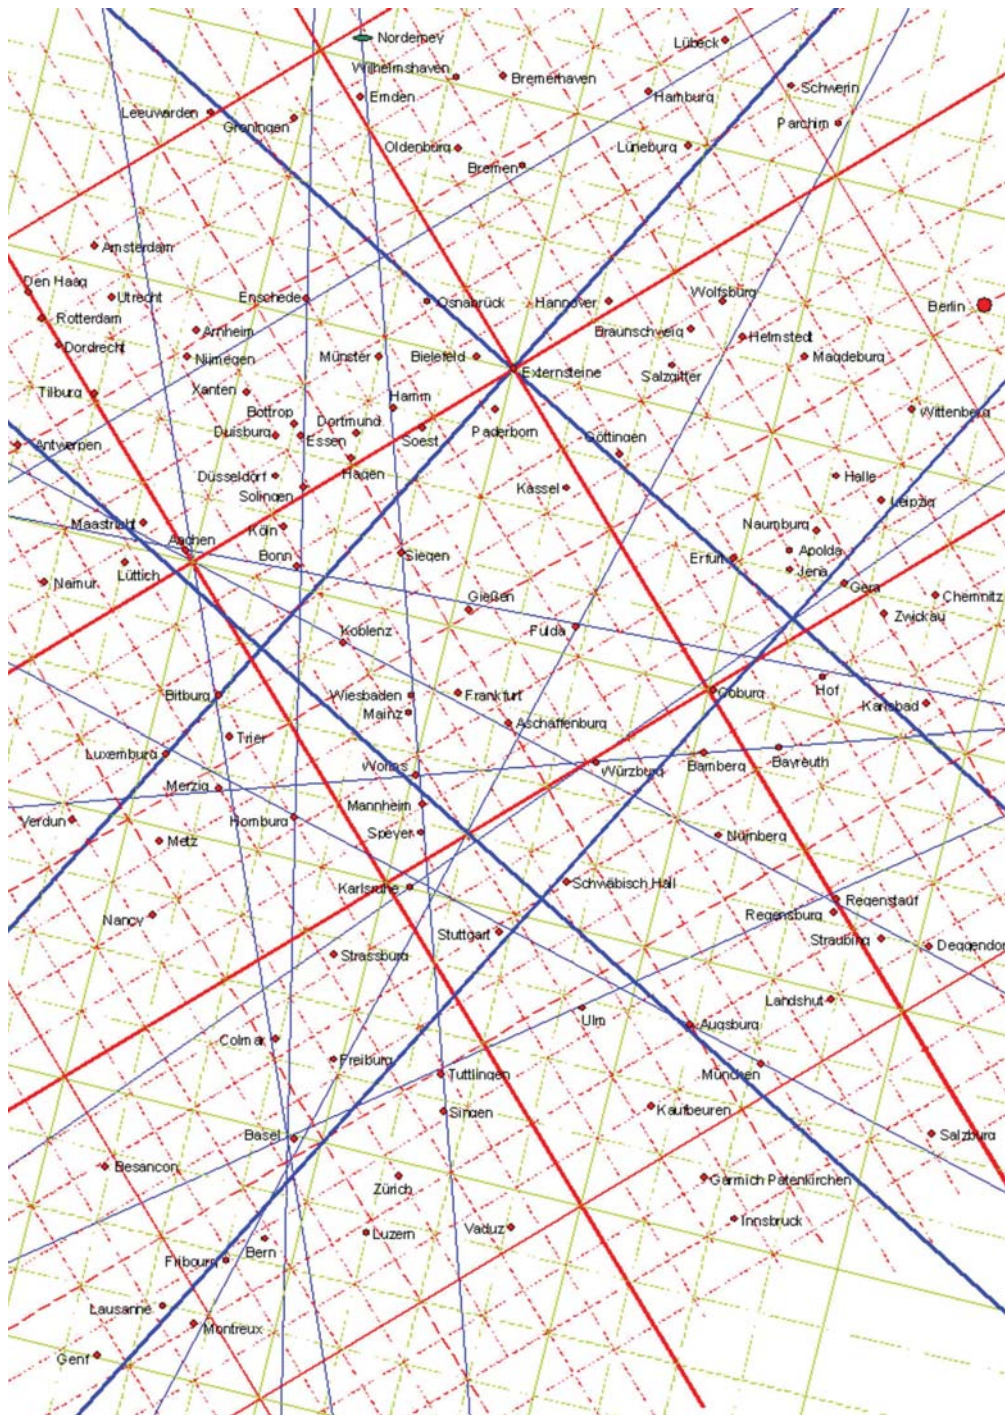 Norderney
Lübeck
Wilhelmshaven
Bremerhaven
Schwerin
Emden
Hamburg
Leeuwarden
Groningen
Parchim
Oldenburg
Lüneburg
Bremen
Amsterdam
Den Haag
Utrecht
Enschede
Osnabrück
Hannover
Wolfsburg
Berlin
Rotterdam
Arnheim
Braunschweig
Helmstedt
Dordrecht
Nijmegen
Münster
Bielefeld
Magdeburg
Externsteine
Salzgitter
Tilburg
Xanten
Hamm
Bottrop
Dortmund
Paderborn
Wittenberg
Duisburg
Essen
Soest
Göttingen
Antwerpen
Hagen
Düsseldorf
Kassel
Halle
Solingen
Leipzig
Maastricht
Köln
Naumburg
Aachen
Bonn
Siegen
Erfurt
Apolda
Lüttich
Jena
Namur
Gera
Chemnitz
Gießen
Zwickau
Koblenz
Fulda
Bitburg
Wiesbaden
Frankfurt
Coburg
Hof
Mainz
Karlsbad
Aschaffenburg
Trier
Luxemburg
Worms
Würzburg
Bamberg
Bayreuth
Merzig
Mannheim
Verdun
Homburg
Speyer
Nürnberg
Metz
Karlsruhe
Schwäbisch Hall
Regenstauf
Nancy
Regensburg
Stuttgart
Straubing
Deggendor
Strassburg
Landshut
Ulm
Augsburg
Colmar
Freiburg
Tuttlingen
München
Singen
Kaufbeuren
Basel
Salzburg
Besancon
Zürich
Garmich Patenkirchen
Innsbruck
Vaduz
Luzern
Bern
Fribourg
Lausanne
Montreux
Genf